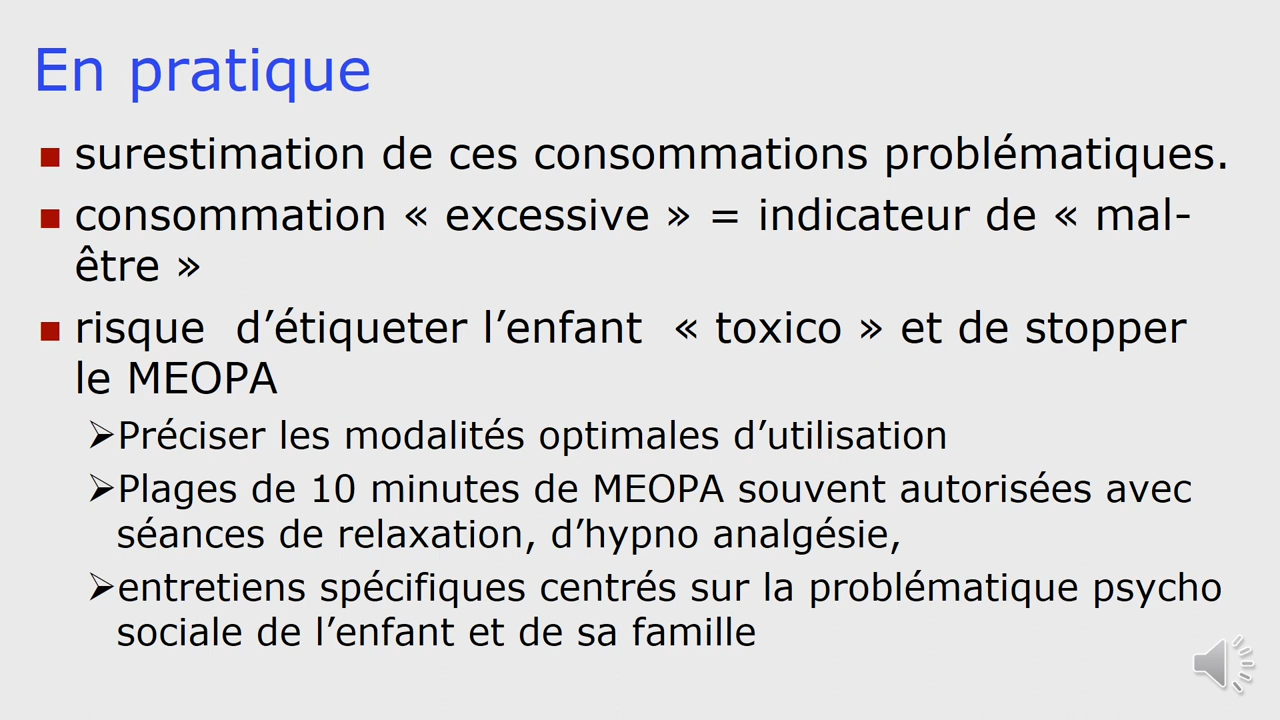 En pratique
surestimation de ces consommations problématiques.
consommation « excessive » = indicateur de « mal-
être »
risque d’étiqueter l’enfant « toxico » et de stopper
le MEOPA
Préciser les modalités optimales d’utilisation
Plages de 10 minutes de MEOPA souvent autorisées avec
séances de relaxation, d’hypno analgésie,
entretiens spécifiques centrés sur la problématique psycho
sociale de l’enfant et de sa famille